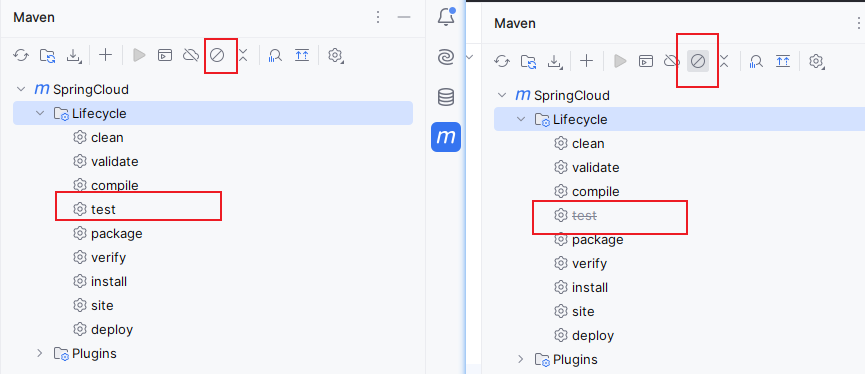 Maven
m SpringCloud
Lifecycle
clean
validate
compile
test
package
verify
install
site
deploy
Plugins
m
Maven
m SpringCloud
Lifecycle
clean
validate
compile
test
package
verify
install
site
deploy
Plugins